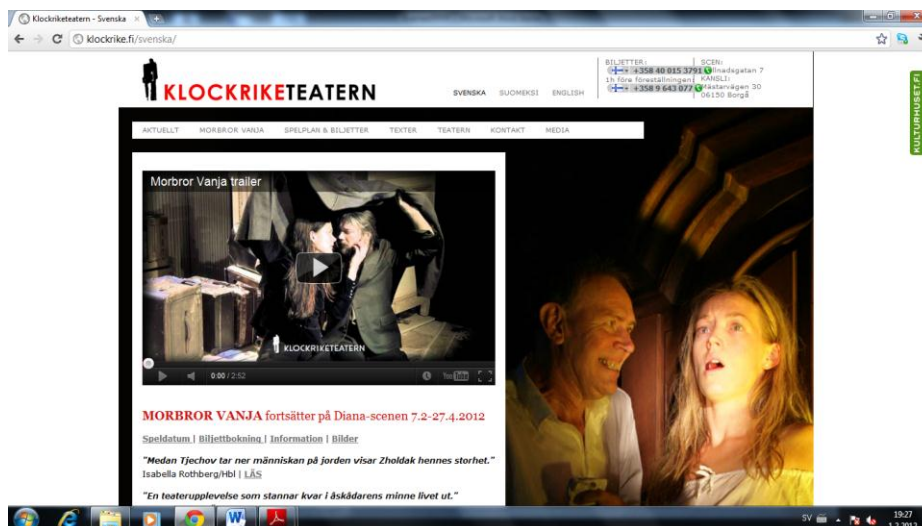 Klockriketeatern - Svenska
klockrike.fi/svenska/
KLOCKRIKETEATERN
SVENSKA SUOMEKSI ENGLISH
BILJETTER:
+358 40 015 3791
1h före föreställningen:
+358 9 643 077
SCEN:
llnadsgatan 7
KANSLI:
Mästarvägen 30
06150 Borgå
KULTURHUSET.FI
AKTUELLT MORBROR VANJA SPELPLAN & BILJETTER TEXTER TEATERN KONTAKT MEDIA
Morbror Vanja trailer
KLOCKRIKETEATERN
0:00 / 2:52
YouTube
MORBROR VANJA fortsätter på Diana-scenen 7.2-27.4.2012
Speldatum | Biljettbokning | Information | Bilder
"Medan Tjechov tar ner människan på jorden visar Zholdak hennes storhet."
Isabella Rothberg/Hbl | LÄS
"En teaterupplevelse som stannar kvar i åskådarens minne livet ut."
SV
19:27